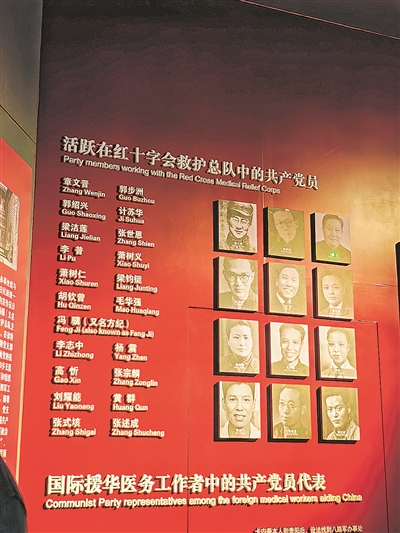 活跃在红十字会救护总队中的共产党员
Party members working with the Red Cross Medical Relief Corps
章文晋 郭步洲
Zhang Wenjin Guo Buzhou
郭绍兴 计苏华
Guo Shaoxing Ji Suhua
梁洁莲 张世恩
Liang Jielian Zhang Shien
李普 萧树义
Li Pu Xiao Shuyi
萧树仁 梁钧铤
Xiao Shuren Liang Junting
胡钦曾 毛华强
Hu Qinzen Mao Huaqiang
冯骥（又名方纪）
Feng Ji (also known as Fang Ji)
李志中 杨震
Li Zhizhong Yang Zhen
高忻 张宗麟
Gao Xin Zhang Zonglin
刘耀能 黄群
Liu Yaoneng Huang Qun
张式垓 张述成
Zhang Shigai Zhang Shucheng
国际援华医务工作者中的共产党员代表
Communist Party representatives among the foreign medical workers aiding China